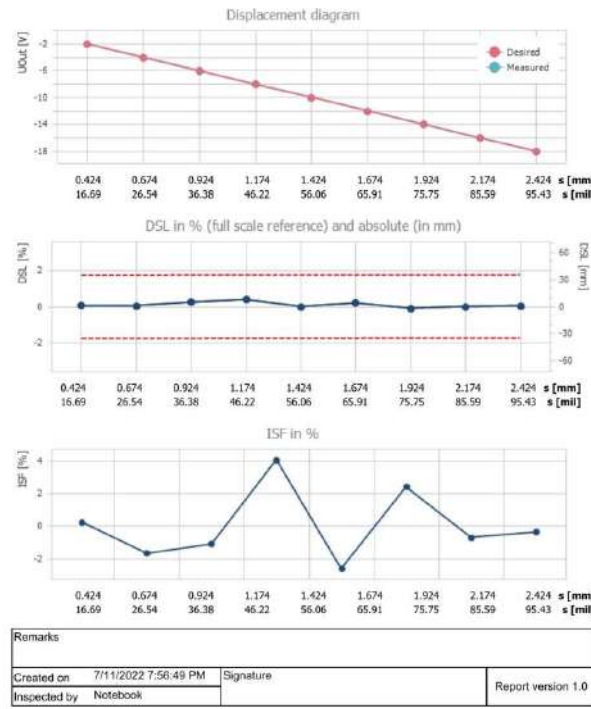 Displacement diagram
UOut [V]
-2
-6
-10
-14
-18
Desired
Measured
0.424 0.674 0.924 1.174 1.424 1.674 1.924 2.174 2.424 s [mm]
16.69 26.54 36.38 46.22 56.06 65.91 75.75 85.59 95.43 s [mil]
DSL in % (full scale reference) and absolute (in mm)
DSL [%]
2
0
-2
60
30
0
-30
-60
DSL [mm]
0.424 0.674 0.924 1.174 1.424 1.674 1.924 2.174 2.424 s [mm]
16.69 26.54 36.38 46.22 56.06 65.91 75.75 85.59 95.43 s [mil]
ISF in %
ISF [%]
4
2
0
-2
0.424 0.674 0.924 1.174 1.424 1.674 1.924 2.174 2.424 s [mm]
16.69 26.54 36.38 46.22 56.06 65.91 75.75 85.59 95.43 s [mil]
Remarks
Created on 7/11/2022 7:56:49 PM Signature
Inspected by Notebook
Report version 1.0